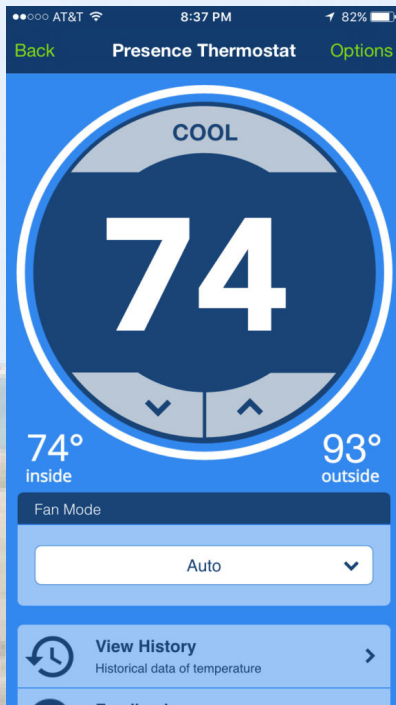 AT&T 8:37 PM 82%
Back Presence Thermostat Options
COOL
74
74° 93°
inside outside
Fan Mode
Auto
View History
Historical data of temperature